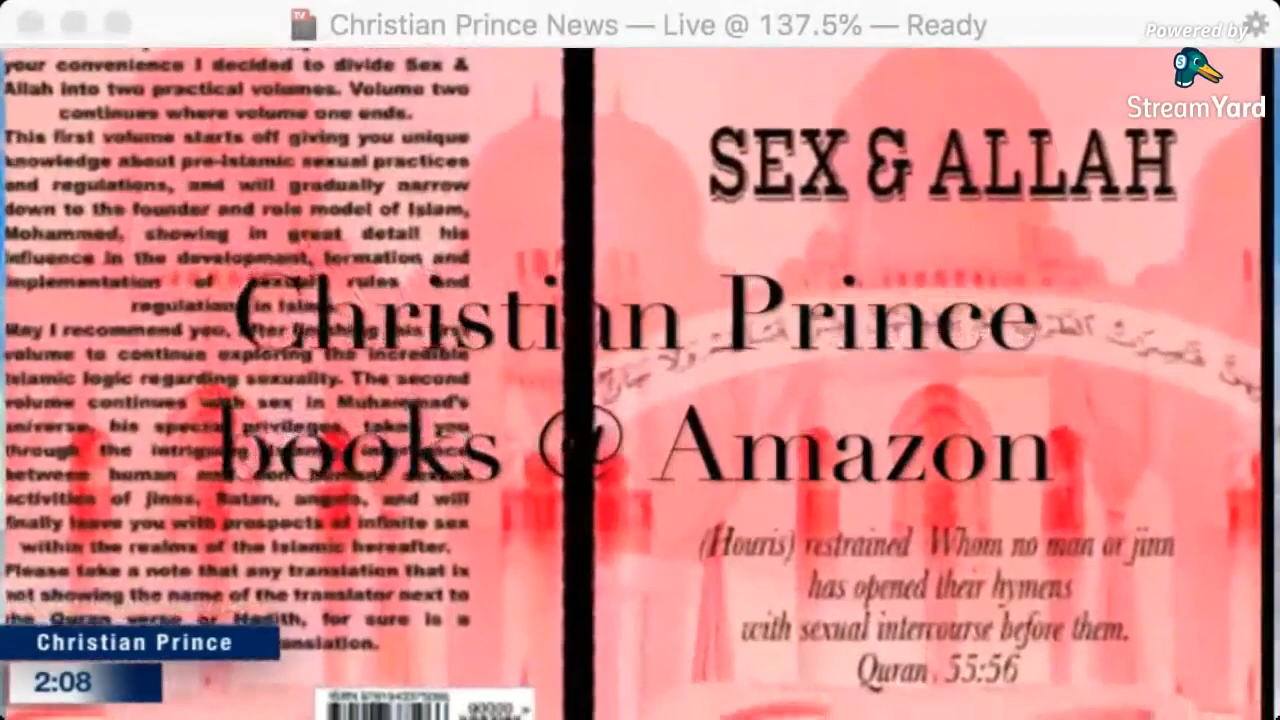 Christian Prince News — Live @ 137.5% — Ready
Powered by
StreamYard
your convenience I decided to divide Sex &
Allah into two practical volumes. Volume two
continues where volume one ends.
This first volume starts off giving you unique
knowledge about pre-Islamic sexual practices
and regulations, and will gradually narrow
down to the founder and role model of Islam,
Mohammed, showing in great detail his
influence in the development, formation and
implementation of sexual rules and
regulation in Islam
May I recommend you, after finishing this first
volume to continue exploring the incredible
Islamic logic regarding sexuality. The second
volume continues with sex in Muhammad's
universe, his special privileges, takes you
through the intriguing
between human and
activities of jinns, Satan, angels, and will
finally leave you with prospects of infinite sex
within the realms of the Islamic hereafter.
Please take a note that any translation that is
not showing the name of the translator next to
the Quran verse or Hadith, for sure is a
SEX & ALLAH
Christian Prince
books @ Amazon
(Houris) restrained Whom no man or jinn
has opened their hymens
with sexual intercourse before them.
Quran . 55:56
Christian Prince
2:08